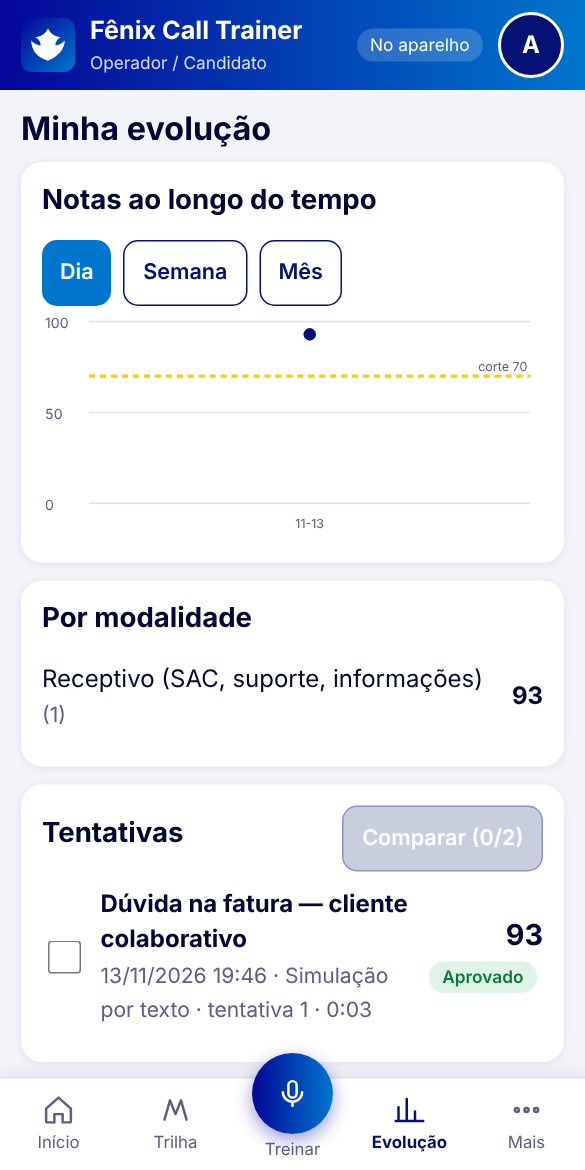 Fênix Call Trainer
Operador / Candidato
No aparelho
A
Minha evolução
Notas ao longo do tempo
Dia
Semana
Mês
100
corte 70
50
0
11-13
Por modalidade
Receptivo (SAC, suporte, informações)
(1)
93
Tentativas
Comparar (0/2)
Dúvida na fatura — cliente
colaborativo
13/11/2026 19:46 · Simulação
por texto · tentativa 1 · 0:03
93
Aprovado
Início
Trilha
Treinar
Evolução
Mais